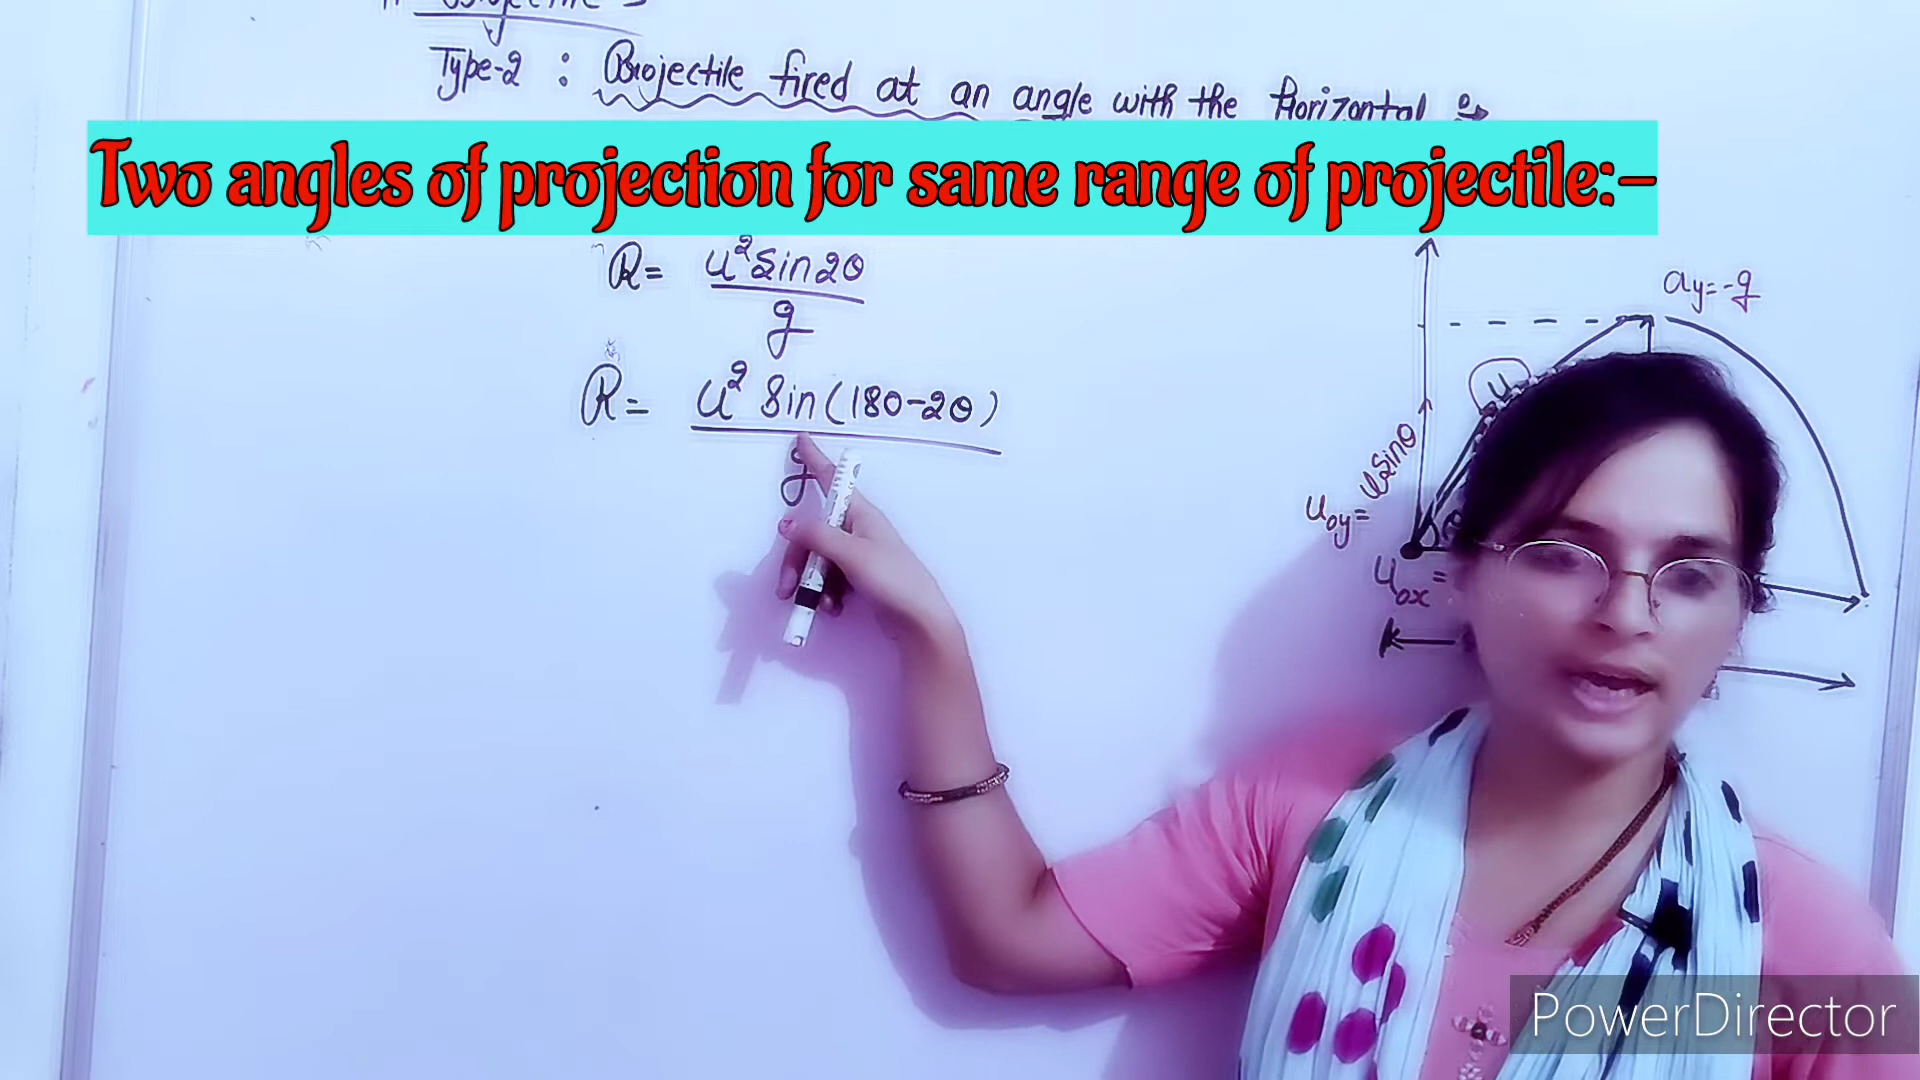 Projectile
Type-2 : Projectile fired at an angle with the Horizontal :→
Two angles of projection for same range of projectile:–
R= u²Sin2θ
g
ay=-g
R= u² Sin(180-2θ)
g
u
uoy= uSinθ
θ
uox =
PowerDirector